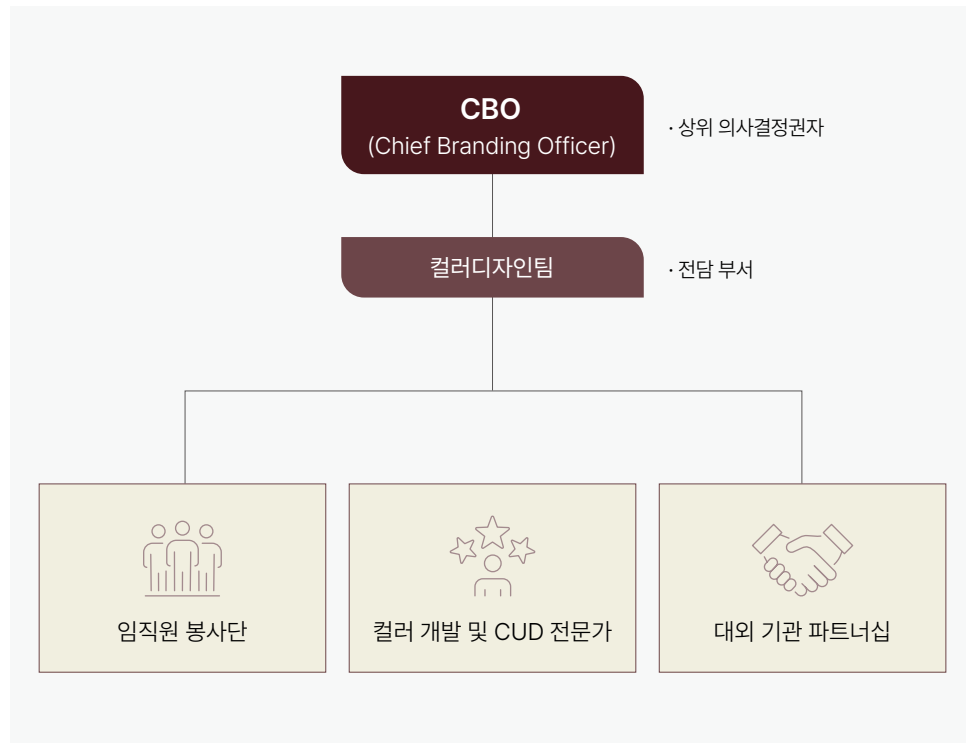 CBO
(Chief Branding Officer)
· 상위 의사결정권자
컬러디자인팀
· 전담 부서
임직원 봉사단
컬러 개발 및 CUD 전문가
대외 기관 파트너십